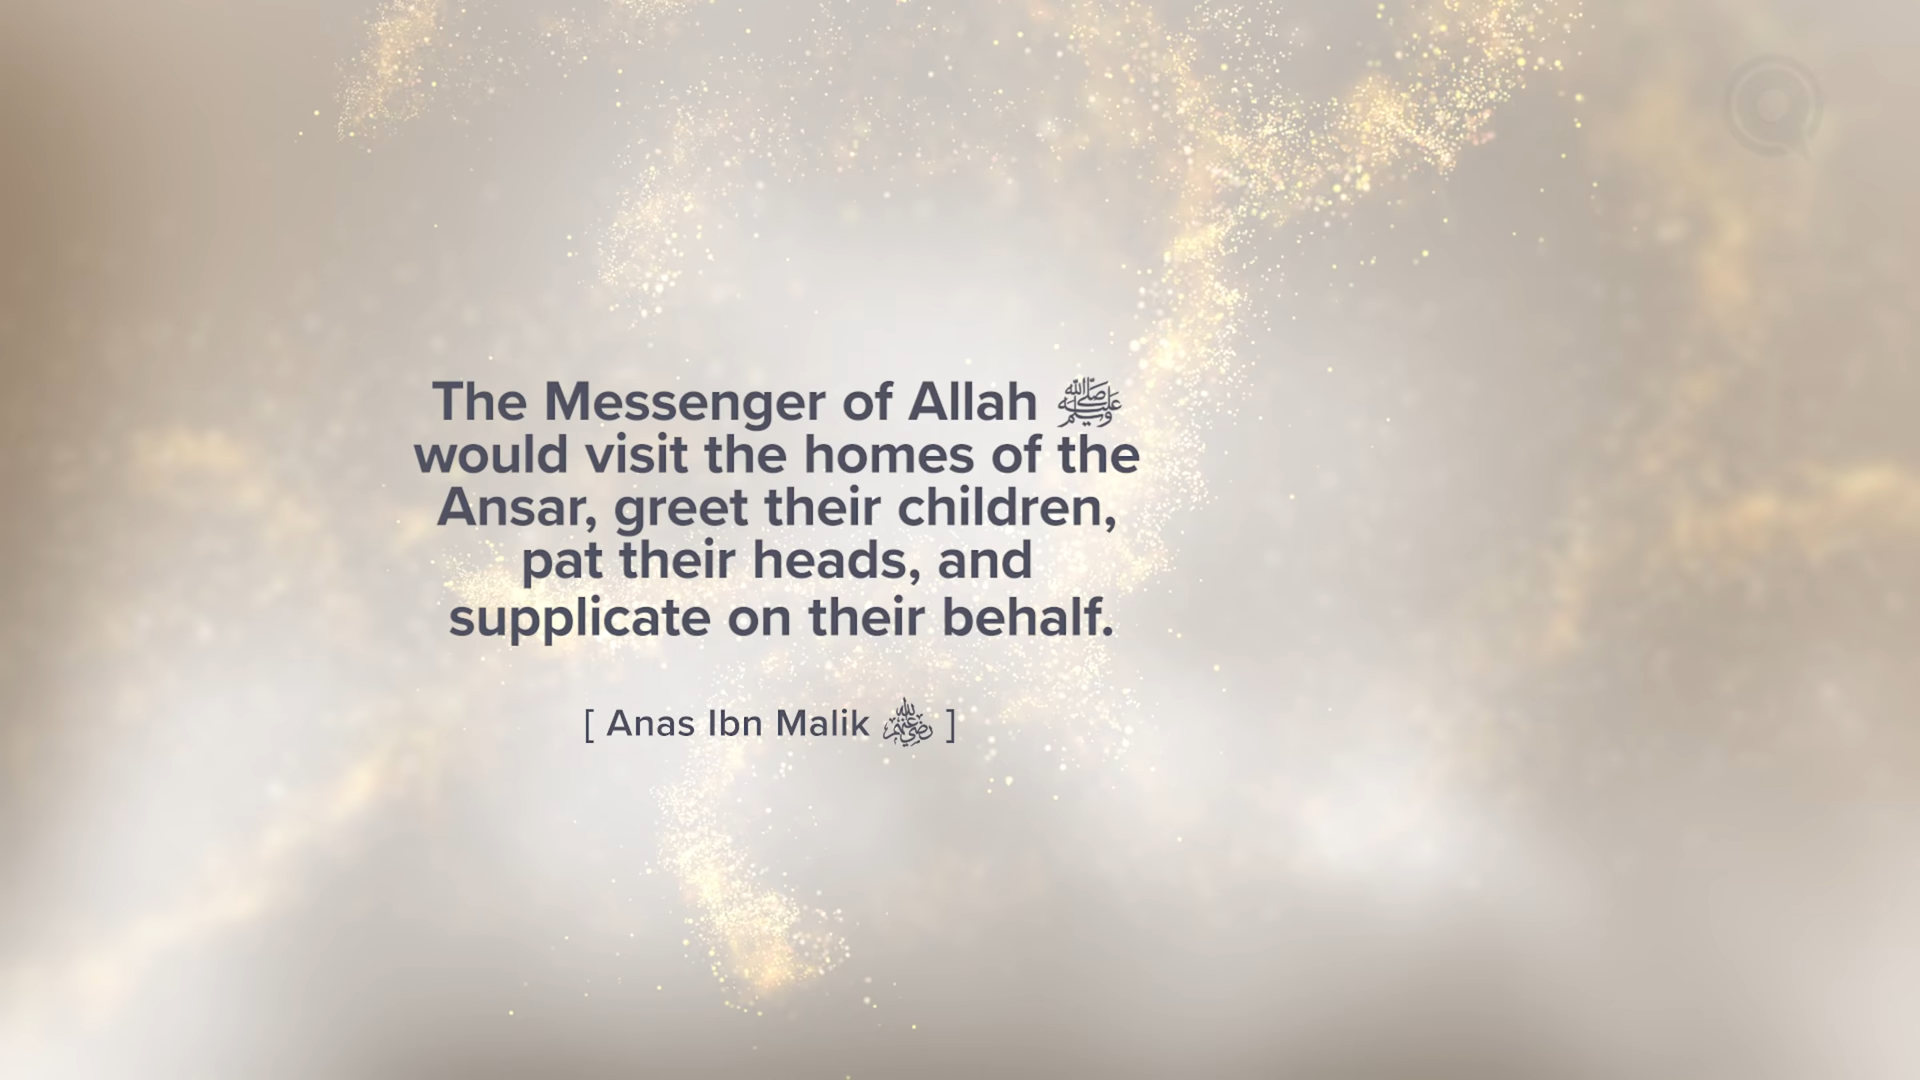 The Messenger of Allah ﷺ
would visit the homes of the
Ansar, greet their children,
pat their heads, and
supplicate on their behalf.
[ Anas Ibn Malik رضي الله عنهم ]